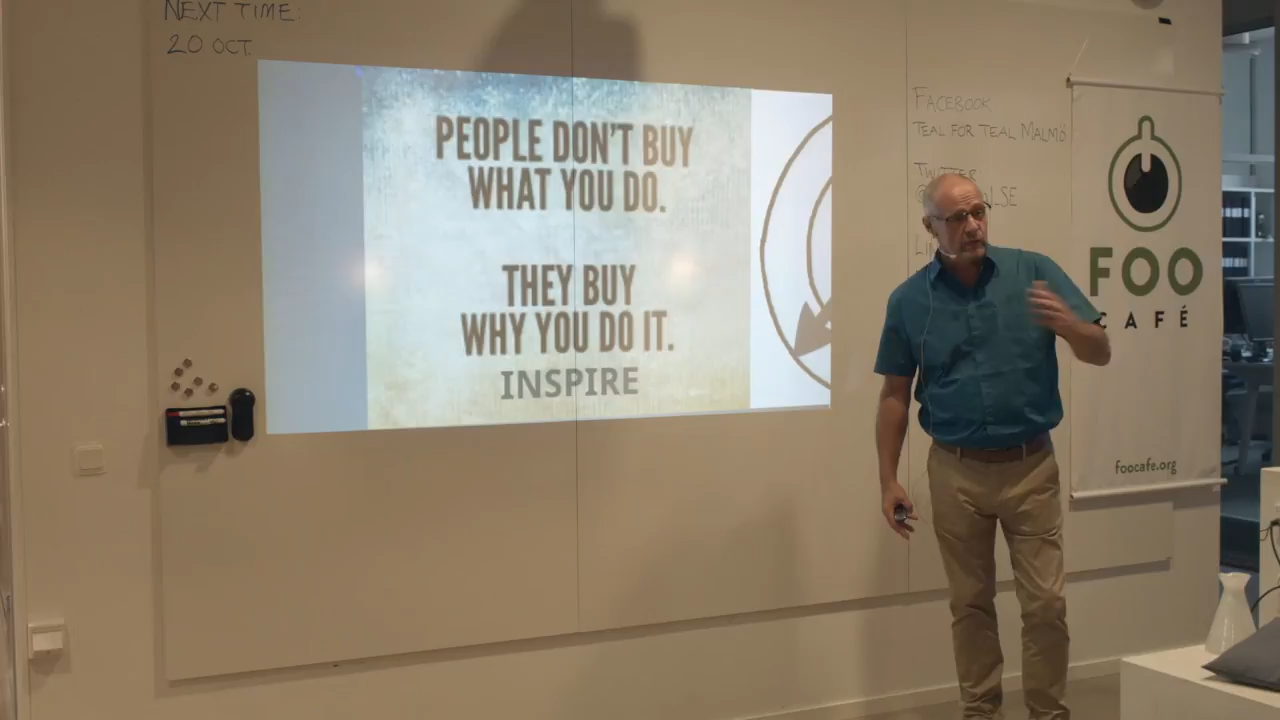 NEXT TIME:
20 OCT.
PEOPLE DON'T BUY
WHAT YOU DO.
THEY BUY
WHY YOU DO IT.
INSPIRE
FACEBOOK
TEAL FOR TEAL MALMÖ
TWITTER
FOO
CAFÉ
foocafe.org